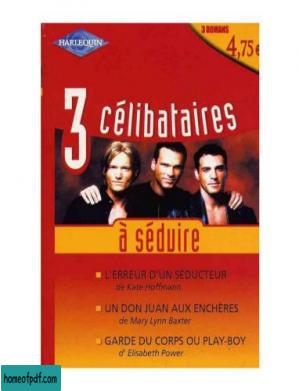 HARLEQUIN
3 ROMANS
4,75€
3 célibataires
à séduire
L'ERREUR D'UN SÉDUCTEUR
de Kate Hoffmann
UN DON JUAN AUX ENCHÈRES
de Mary Lynn Baxter
GARDE DU CORPS OU PLAY-BOY
d' Elisabeth Power
homeofpdf.com